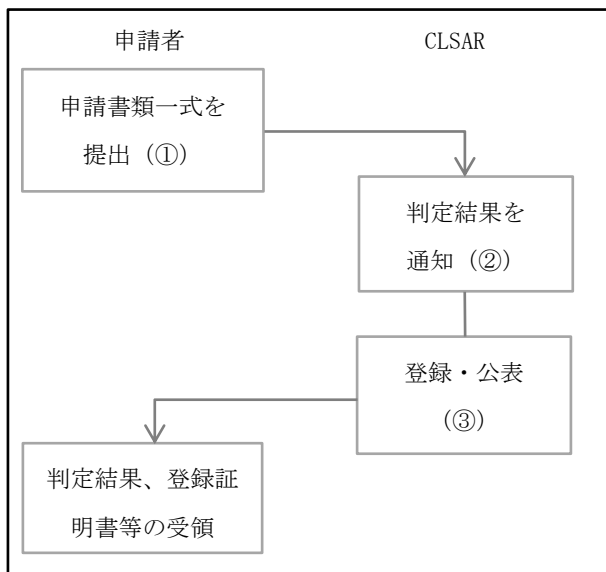 申請者
CLSAR
申請書類一式を
提出（①）
判定結果を
通知（②）
登録・公表
（③）
判定結果、登録証
明書等の受領